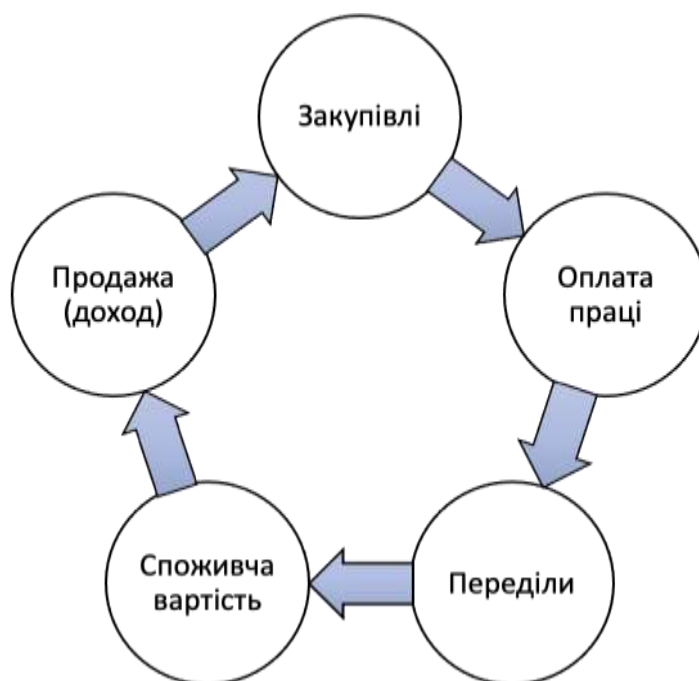 Закупівлі
Оплата
праці
Переділи
Споживча
вартість
Продажа
(доход)